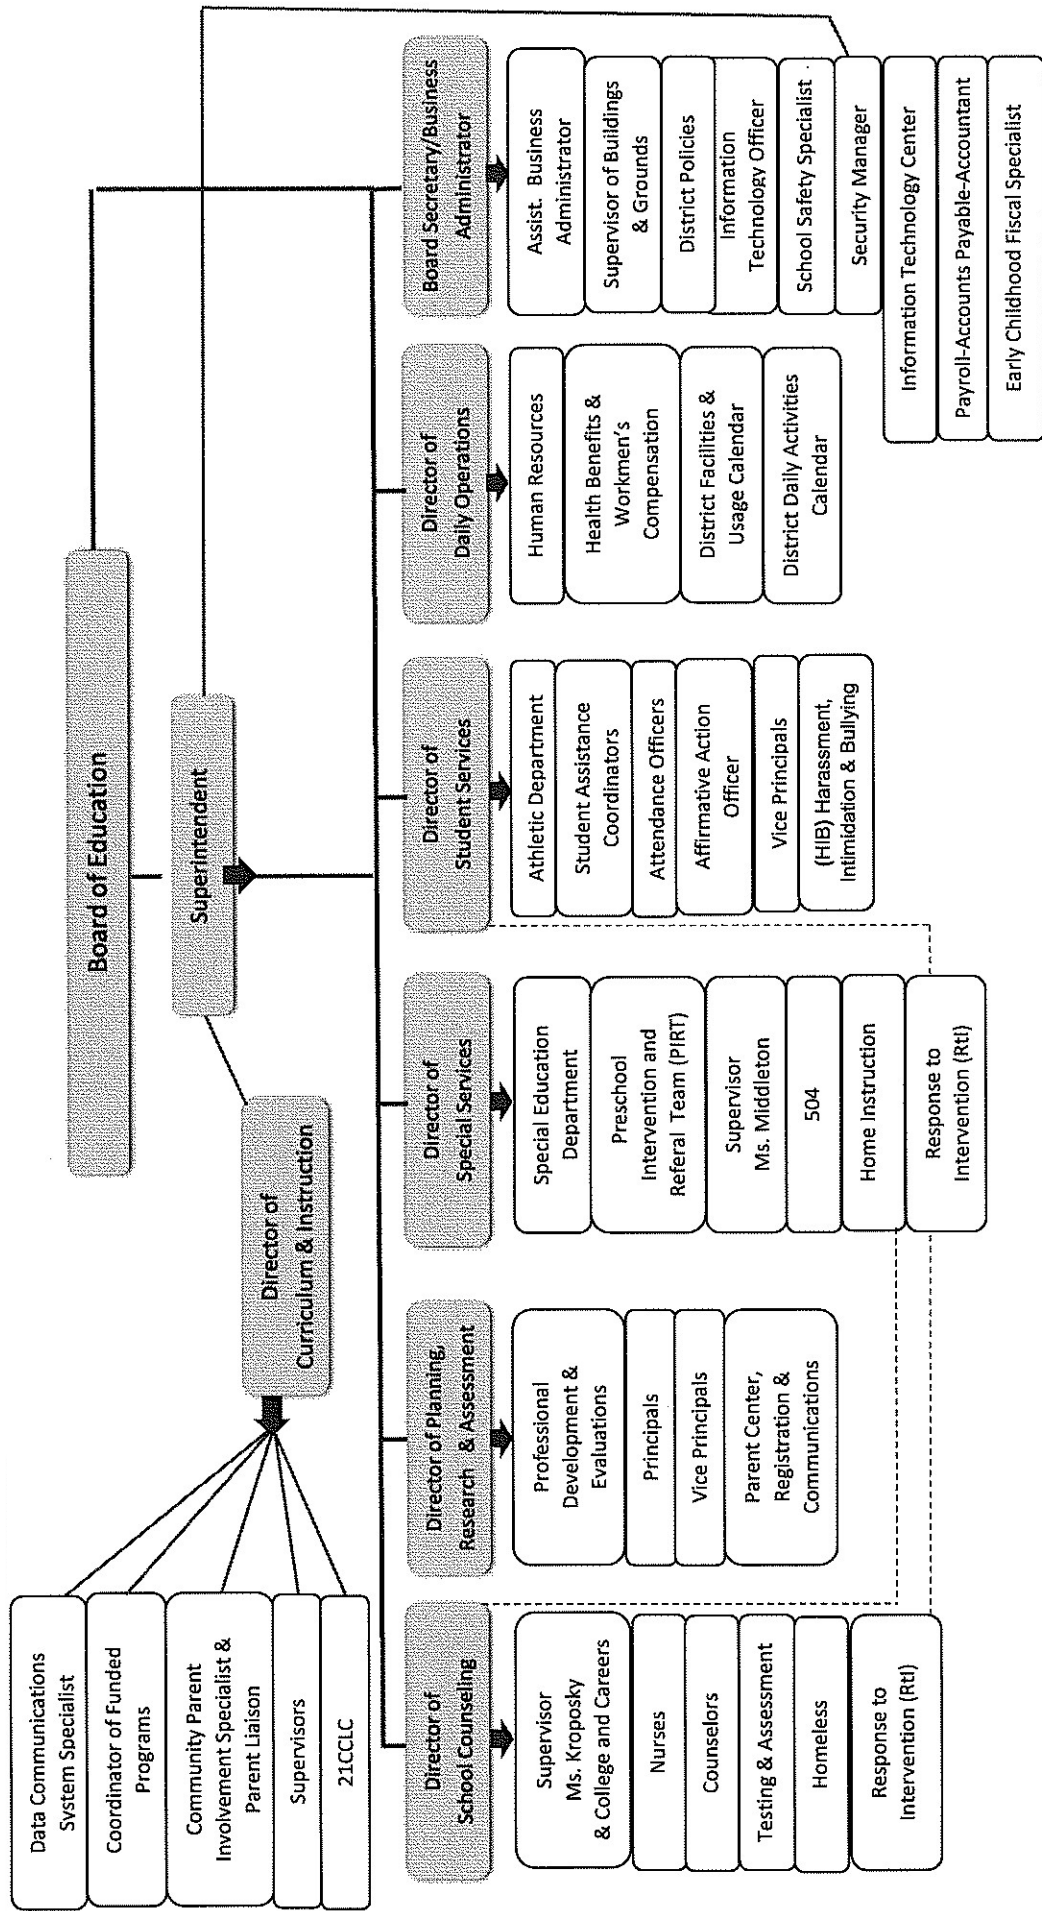 Board of Education
Superintendent
Director of
Curriculum & Instruction
Data Communications
System Specialist
Coordinator of Funded
Programs
Community Parent
Involvement Specialist &
Parent Liaison
Supervisors
21CCLC
Director of
School Counseling
Supervisor
Ms. Kroposky
& College and Careers
Nurses
Counselors
Testing & Assessment
Homeless
Response to
Intervention (RtI)
Director of Planning,
Research & Assessment
Professional
Development &
Evaluations
Principals
Vice Principals
Parent Center,
Registration &
Communications
Director of
Special Services
Special Education
Department
Preschool
Intervention and
Referal Team (PIRT)
Supervisor
Ms. Middleton
504
Home Instruction
Response to
Intervention (RtI)
Director of
Student Services
Athletic Department
Student Assistance
Coordinators
Attendance Officers
Affirmative Action
Officer
Vice Principals
(HIB) Harassment,
Intimidation & Bullying
Director of
Daily Operations
Human Resources
Health Benefits &
Workmen's
Compensation
District Facilities &
Usage Calendar
District Daily Activities
Calendar
Board Secretary/Business
Administrator
Assist. Business
Administrator
Supervisor of Buildings
& Grounds
District Policies
Information
Technology Officer
School Safety Specialist
Security Manager
Information Technology Center
Payroll-Accounts Payable-Accountant
Early Childhood Fiscal Specialist